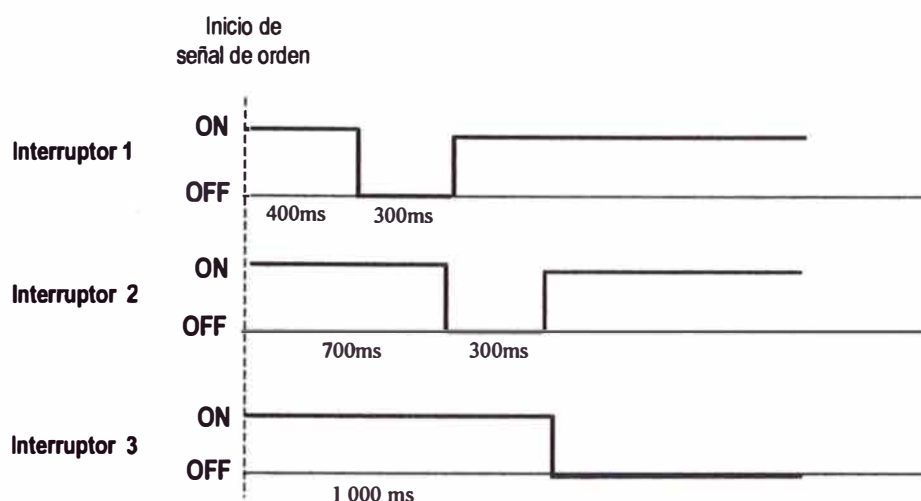 Inicio de
señal de orden
ON
Interruptor 1
OFF
400ms 300ms
ON
Interruptor 2
OFF
700ms 300ms
ON
Interruptor 3
OFF
1 000 ms